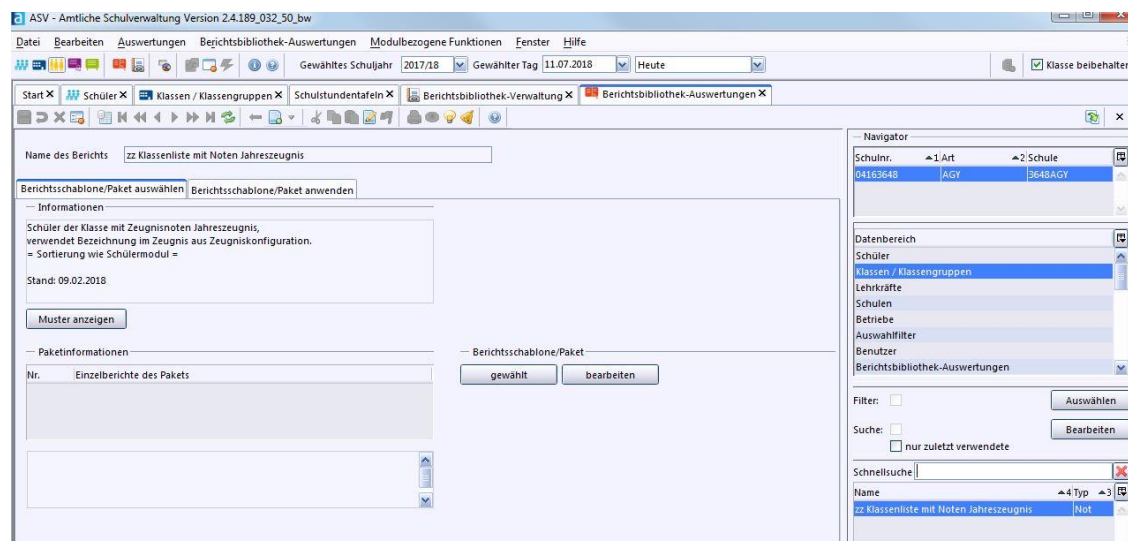 ASV - Amtliche Schulverwaltung Version 2.4.189_032_50_bw
Datei Bearbeiten Auswertungen Berichtsbibliothek-Auswertungen Modulbezogene Funktionen Fenster Hilfe
Gewähltes Schuljahr 2017/18 Gewählter Tag 11.07.2018 Heute Klasse beibehalten
Start Schüler Klassen / Klassengruppen Schulstundentafeln Berichtsbibliothek-Verwaltung Berichtsbibliothek-Auswertungen
Name des Berichts zz Klassenliste mit Noten Jahreszeugnis
Berichtsschablone/Paket auswählen Berichtsschablone/Paket anwenden
Informationen
Schüler der Klasse mit Zeugnisnoten Jahreszeugnis,
verwendet Bezeichnung im Zeugnis aus Zeugniskonfiguration.
= Sortierung wie Schülermodul =
Stand: 09.02.2018
Muster anzeigen
Paketinformationen
Nr. Einzelberichte des Pakets
Berichtsschablone/Paket
gewählt bearbeiten
Navigator
Schulnr. 1 Art 2 Schule
04163648 AGY 3648AGY
Datenbereich
Schüler
Klassen / Klassengruppen
Lehrkräfte
Schulen
Betriebe
Auswahlfilter
Benutzer
Berichtsbibliothek-Auswertungen
Filter: Auswählen
Suche: Bearbeiten
nur zuletzt verwendete
Schnellsuche
Name 4 Typ 3
zz Klassenliste mit Noten Jahreszeugnis Not